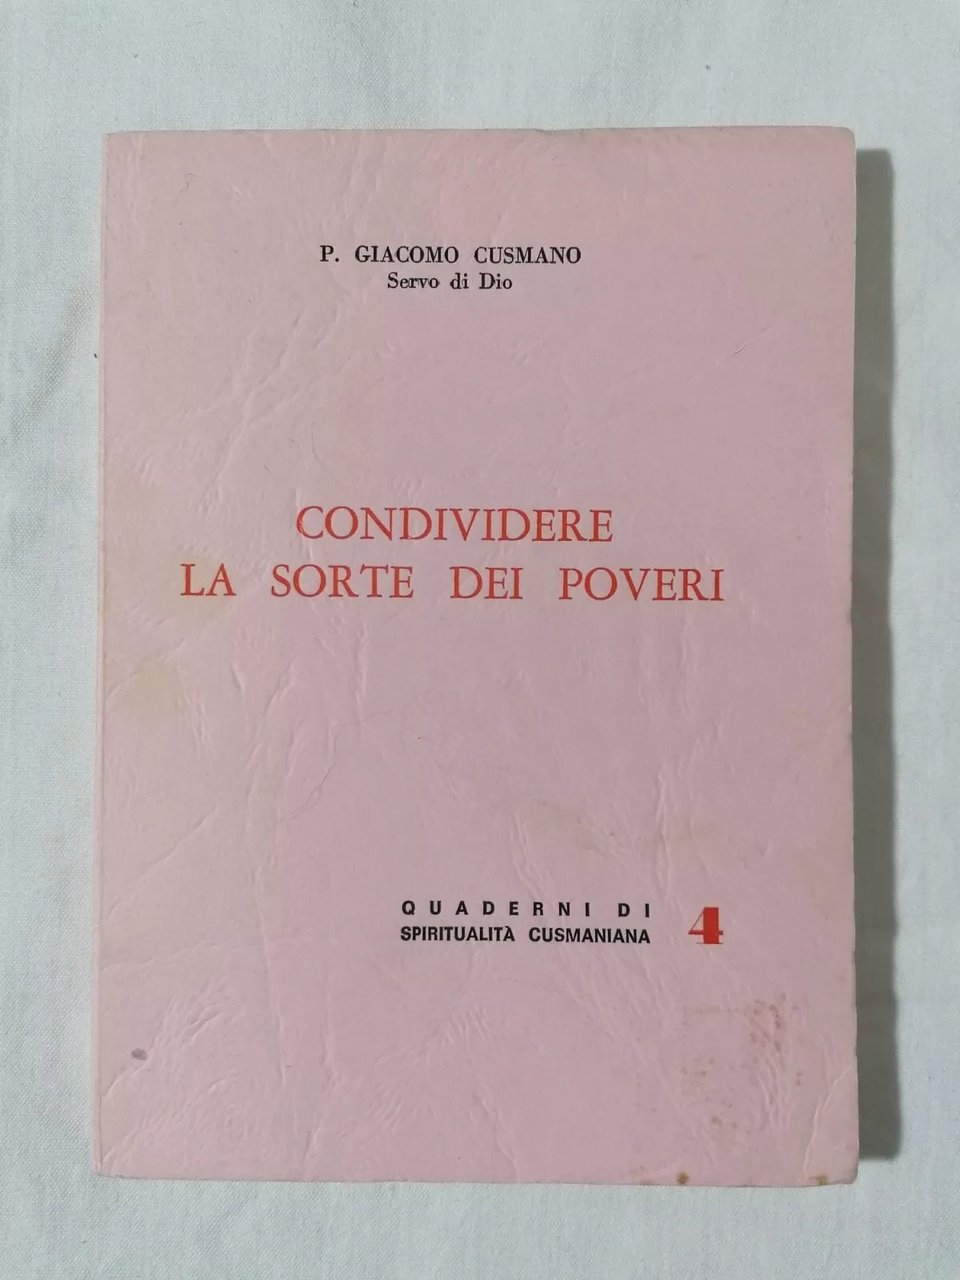 P. GIACOMO CUSMANO
Servo di Dio
CONDIVIDERE
LA SORTE DEI POVERI
QUADERNI DI
SPIRITUALITÀ CUSMANIANA 4